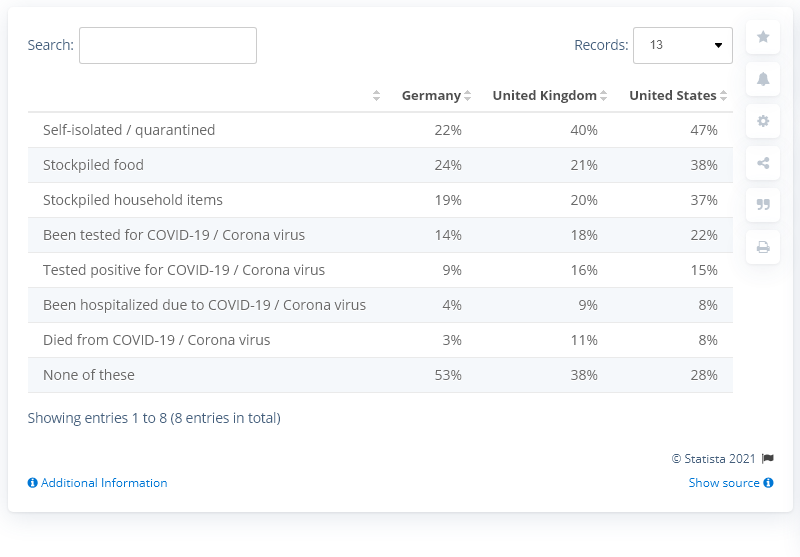 Search: Records: 13
Germany United Kingdom United States
Self-isolated / quarantined 22% 40% 47%
Stockpiled food 24% 21% 38%
Stockpiled household items 19% 20% 37%
Been tested for COVID-19 / Corona virus 14% 18% 22%
Tested positive for COVID-19 / Corona virus 9% 16% 15%
Been hospitalized due to COVID-19 / Corona virus 4% 9% 8%
Died from COVID-19 / Corona virus 3% 11% 8%
None of these 53% 38% 28%
Showing entries 1 to 8 (8 entries in total)
© Statista 2021
Additional Information Show source